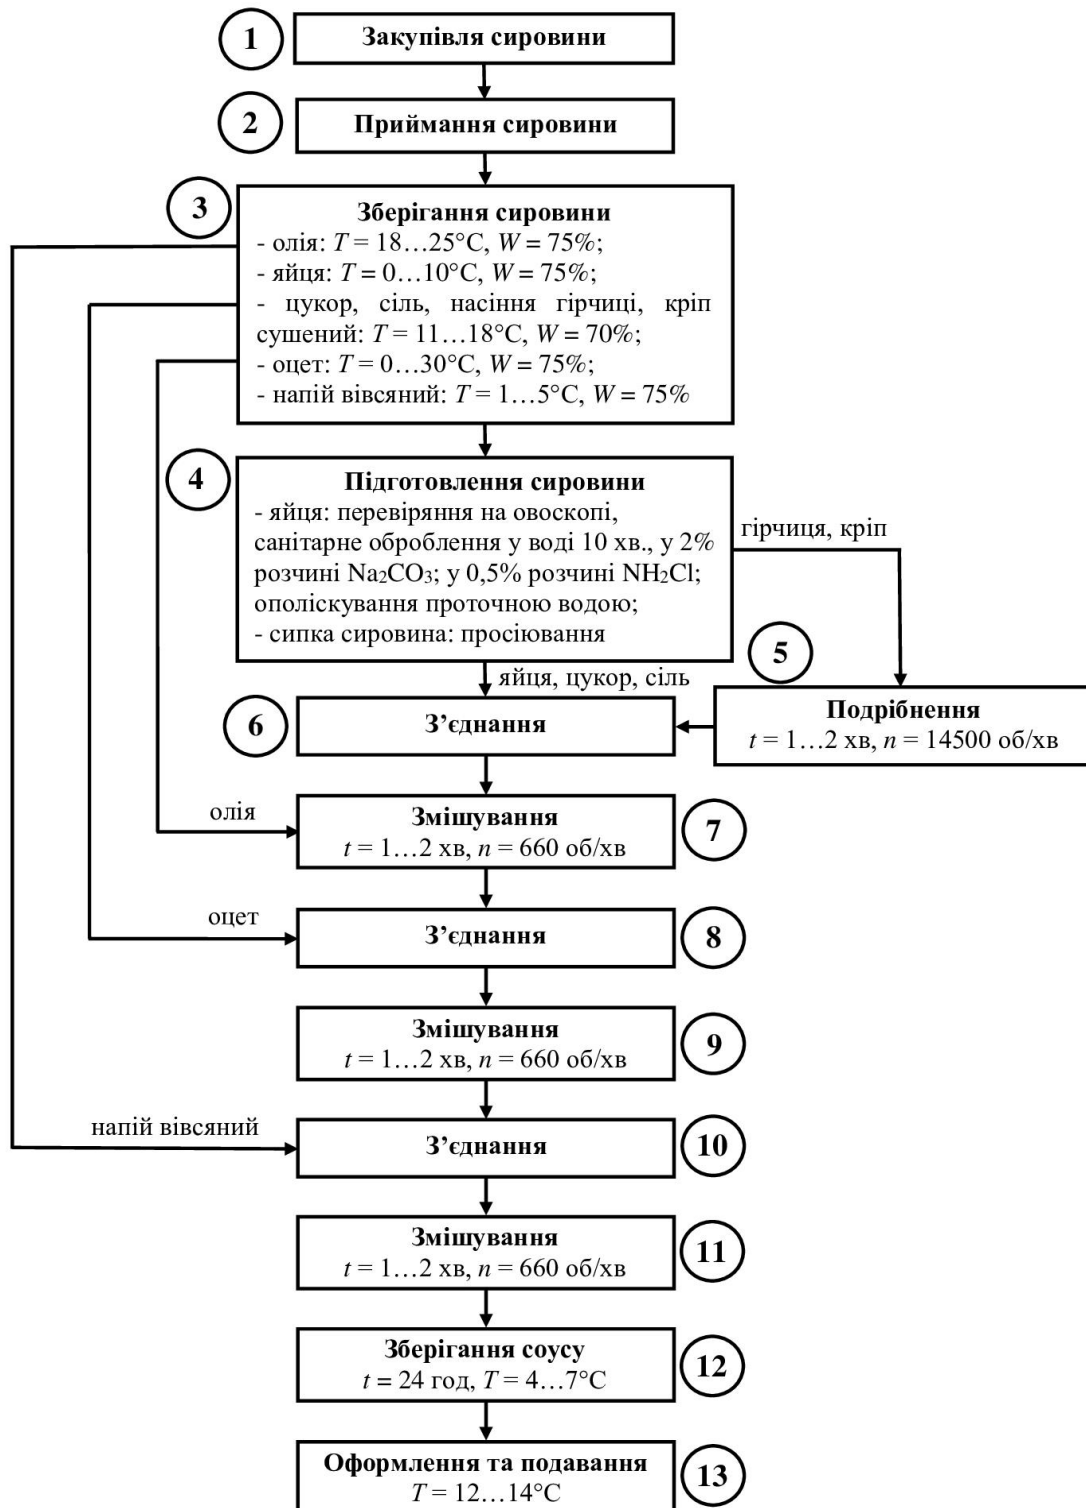 1
Закупівля сировини
2
Приймання сировини
3
Зберігання сировини
- олія: T = 18…25°C, W = 75%;
- яйця: T = 0…10°C, W = 75%;
- цукор, сіль, насіння гірчиці, кріп
сушений: T = 11…18°C, W = 70%;
- оцет: T = 0…30°C, W = 75%;
- напій вівсяний: T = 1…5°C, W = 75%
4
Підготовлення сировини
- яйця: перевіряння на овоскопі,
санітарне оброблення у воді 10 хв., у 2%
розчині Na₂CO₃; у 0,5% розчині NH₂Cl;
ополіскування проточною водою;
- сипка сировина: просіювання
гірчиця, кріп
5
Подрібнення
t = 1…2 хв, n = 14500 об/хв
яйця, цукор, сіль
6
З’єднання
олія
Змішування
t = 1…2 хв, n = 660 об/хв
7
оцет
З’єднання
8
Змішування
t = 1…2 хв, n = 660 об/хв
9
напій вівсяний
З’єднання
10
Змішування
t = 1…2 хв, n = 660 об/хв
11
Зберігання соусу
t = 24 год, T = 4…7°C
12
Оформлення та подавання
T = 12…14°C
13